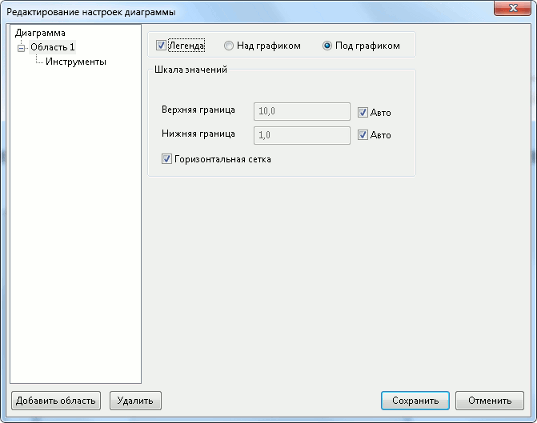 Редактирование настроек диаграммы
Диаграмма
Область 1
Инструменты
Легенда Над графиком Под графиком
Шкала значений
Верхняя граница 10,0 Авто
Нижняя граница 1,0 Авто
Горизонтальная сетка
Добавить область Удалить Сохранить Отменить